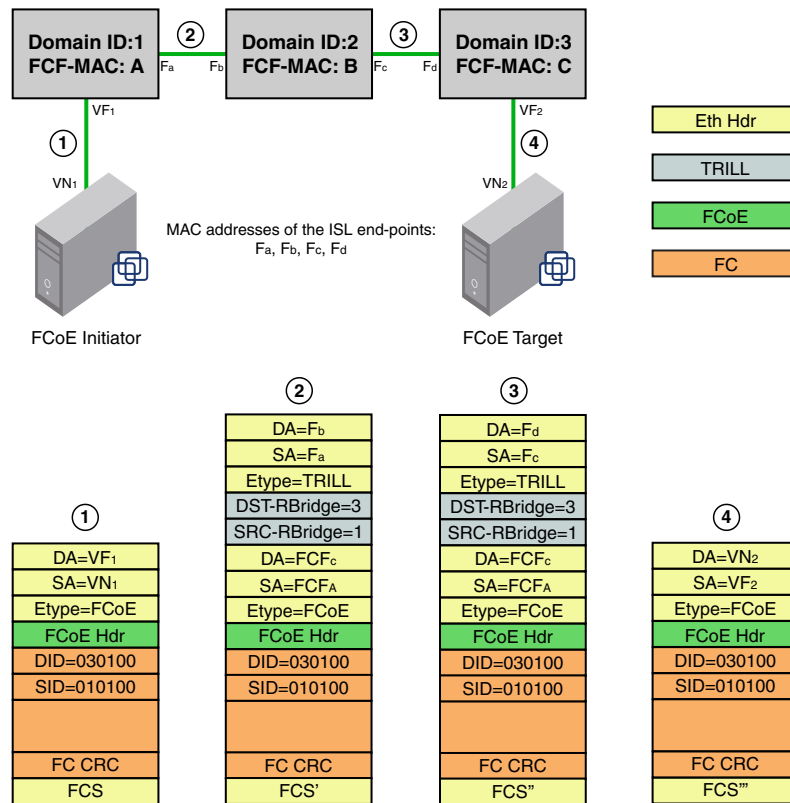 Domain ID:1
FCF-MAC: A
②
Fa
Fb
Domain ID:2
FCF-MAC: B
③
Fc
Fd
Domain ID:3
FCF-MAC: C
VF1
①
VN1
VF2
④
VN2
MAC addresses of the ISL end-points:
Fa, Fb, Fc, Fd
FCoE Initiator
FCoE Target
Eth Hdr
TRILL
FCoE
FC
①
DA=VF1
SA=VN1
Etype=FCoE
FCoE Hdr
DID=030100
SID=010100
FC CRC
FCS
②
DA=Fb
SA=Fa
Etype=TRILL
DST-RBridge=3
SRC-RBridge=1
DA=FCFc
SA=FCFA
Etype=FCoE
FCoE Hdr
DID=030100
SID=010100
FC CRC
FCS'
③
DA=Fd
SA=Fc
Etype=TRILL
DST-RBridge=3
SRC-RBridge=1
DA=FCFc
SA=FCFA
Etype=FCoE
FCoE Hdr
DID=030100
SID=010100
FC CRC
FCS''
④
DA=VN2
SA=VF2
Etype=FCoE
FCoE Hdr
DID=030100
SID=010100
FC CRC
FCS'''